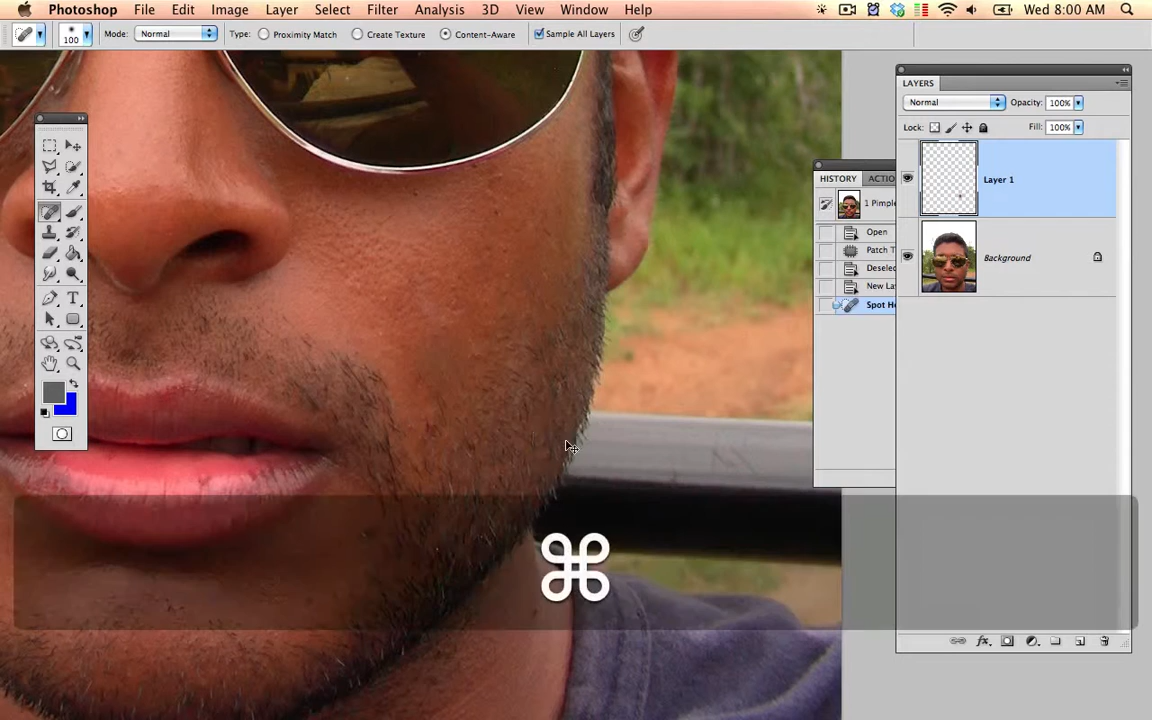 Photoshop File Edit Image Layer Select Filter Analysis 3D View Window Help Wed 8:00 AM
100 Mode: Normal Type: Proximity Match Create Texture Content-Aware Sample All Layers
LAYERS
Normal Opacity: 100%
Lock: Fill: 100%
Layer 1
Background
HISTORY ACTIO
1 Pimple
Open
Patch T
Deselec
New La
Spot He
T
⌘
fx